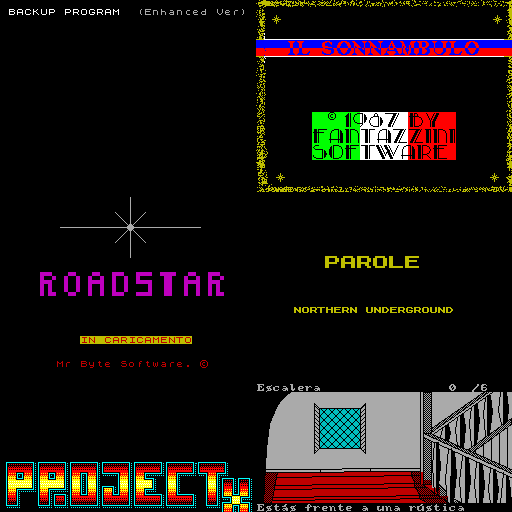 BACKUP PROGRAM (Enhanced Ver)
IL SONNAMBULO
© 1987 BY
FANTAZZINI
SOFTWARE
ROADSTAR
IN CARICAMENTO
Mr Byte Software. ©
PAROLE
NORTHERN UNDERGROUND
Escalera 0 /6
Estás frente a una rústica
PROJECT X